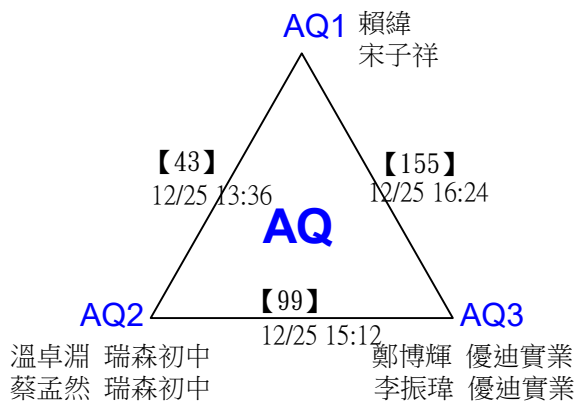 AQ1 賴緯
宋子祥
【43】
12/25 13:36
【155】
12/25 16:24
AQ
【99】
12/25 15:12
AQ2
溫卓淵 瑞森初中
蔡孟然 瑞森初中
AQ3
鄭博輝 優迪實業
李振瑋 優迪實業